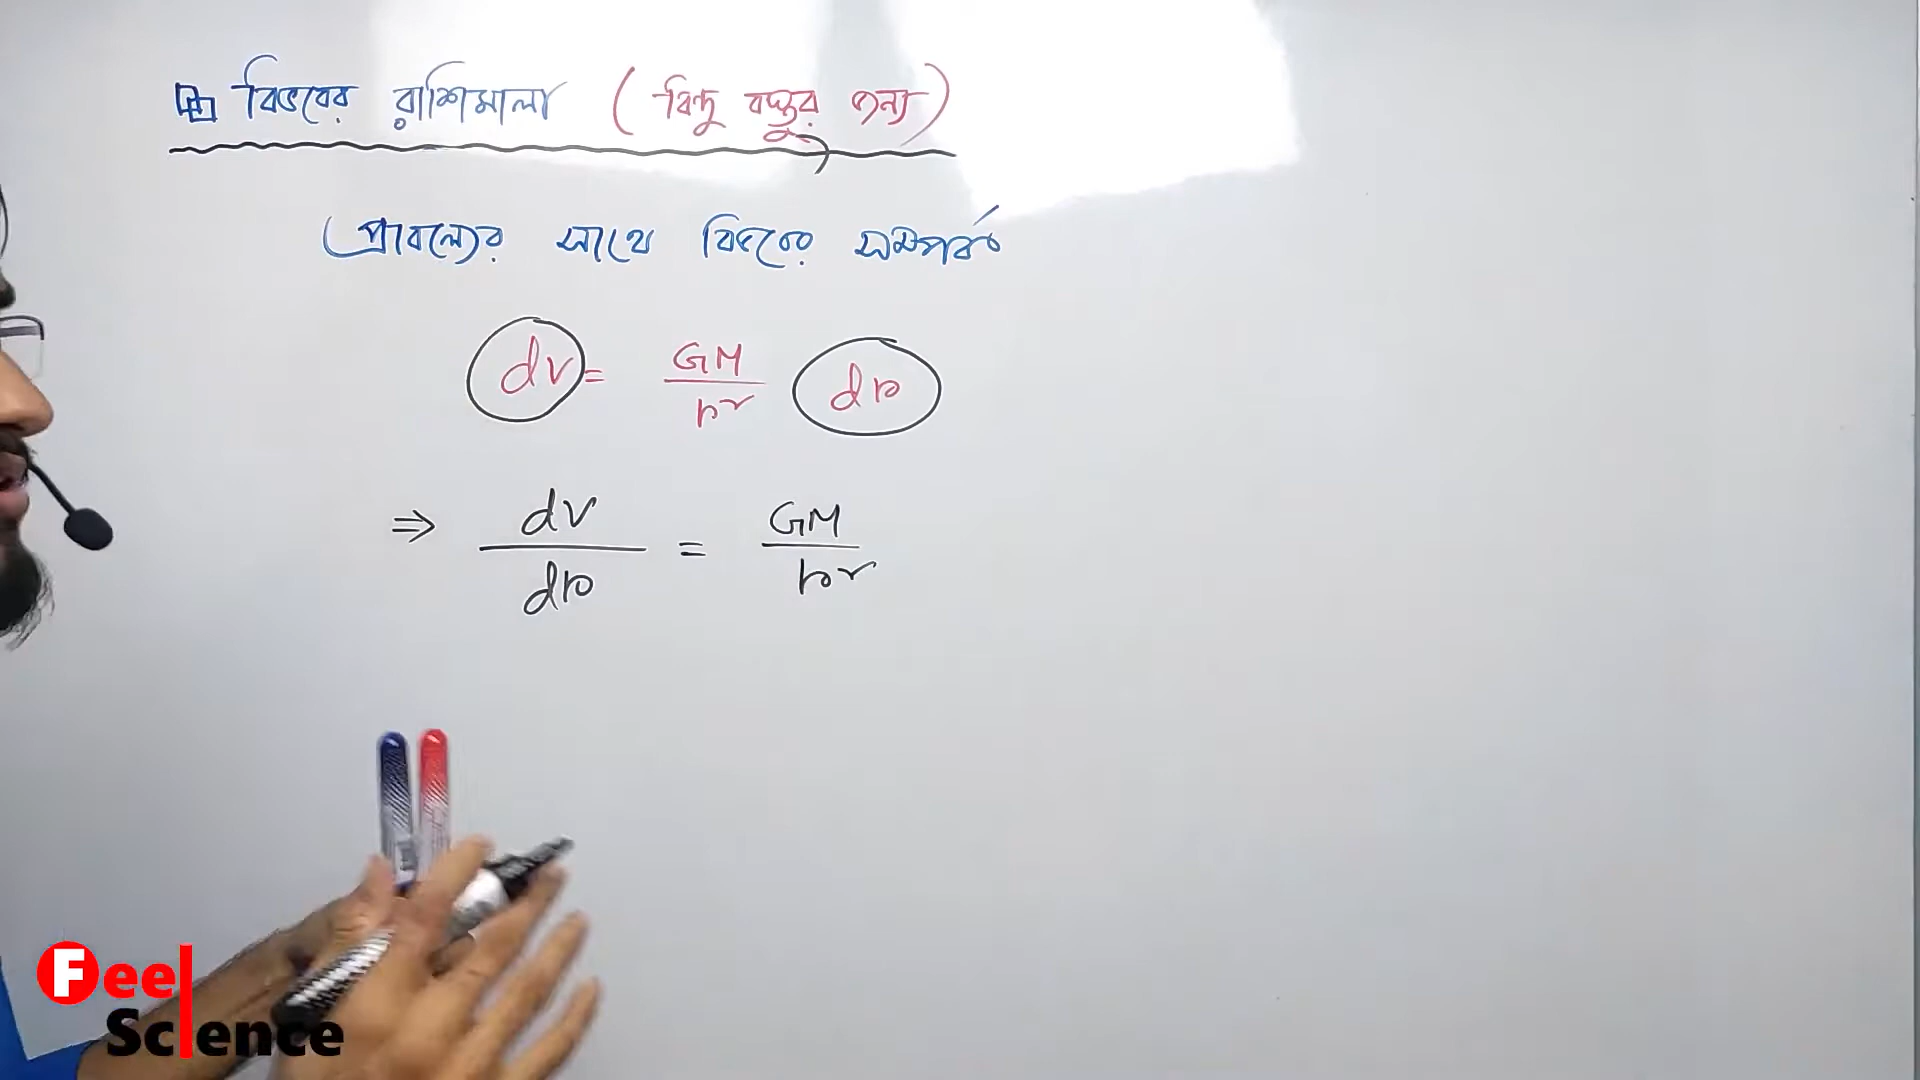 বিভবের রাশিমালা (বিন্দু বস্তুর জন্য)
প্রাবল্যের সাথে বিভবের সম্পর্ক
dv = GM/r² dr
⇒ dv/dr = GM/r²
Feel
Science